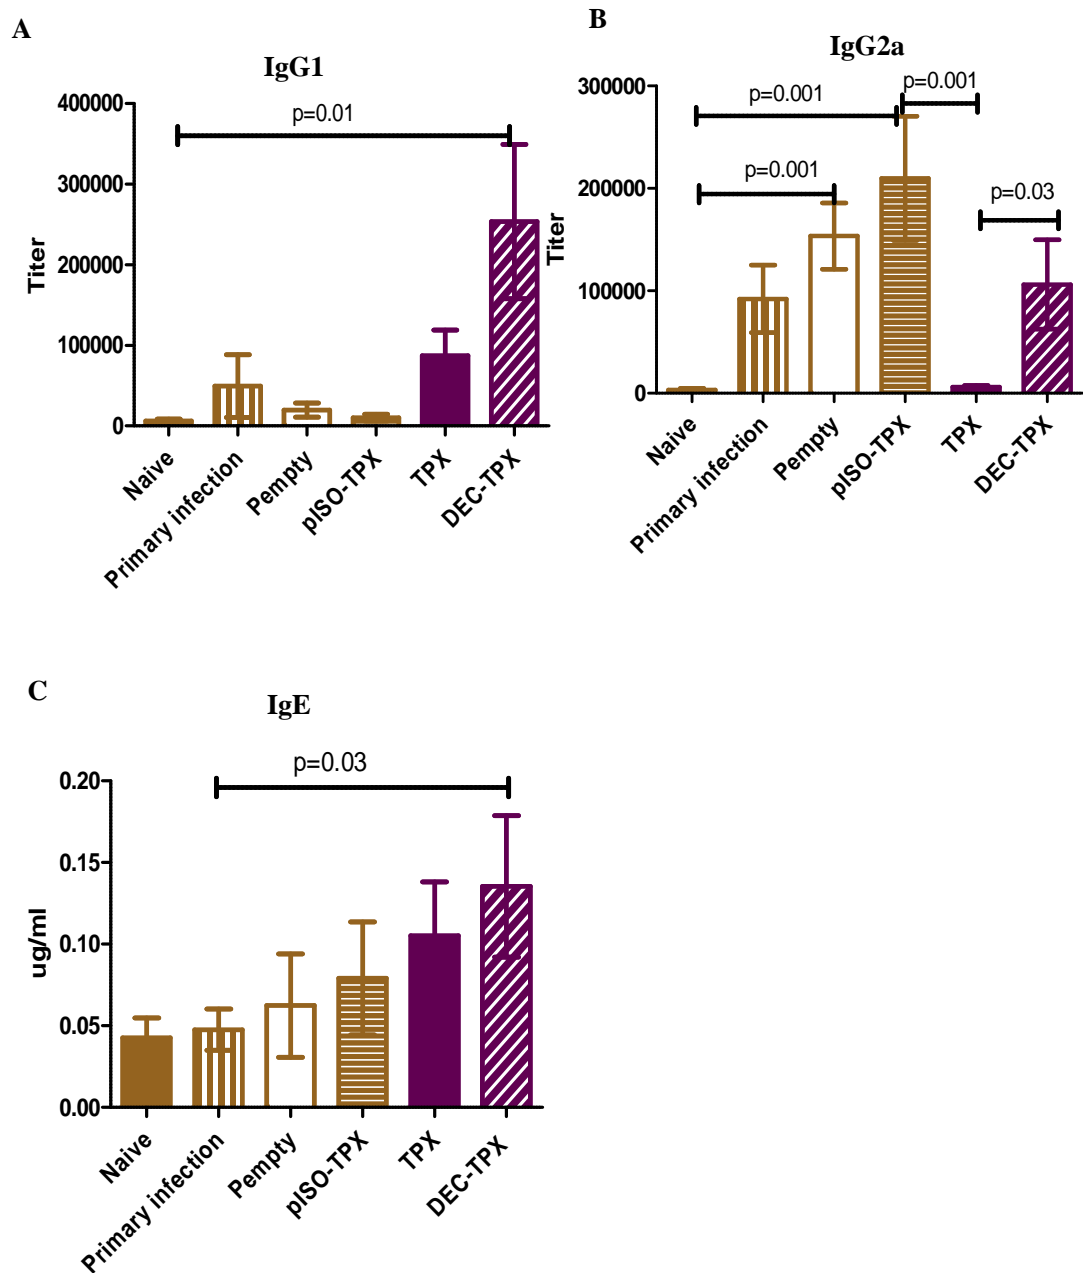 A
IgG1
400000
300000
200000
100000
0
Titer
p=0.01
Naive
Primary infection
Pempty
pISO-TPX
TPX
DEC-TPX
B
IgG2a
300000
200000
100000
0
Titer
p=0.001
p=0.001
p=0.001
p=0.03
Naive
Primary infection
Pempty
pISO-TPX
TPX
DEC-TPX
C
IgE
0.20
0.15
0.10
0.05
0.00
ug/ml
p=0.03
Naive
Primary infection
Pempty
pISO-TPX
TPX
DEC-TPX